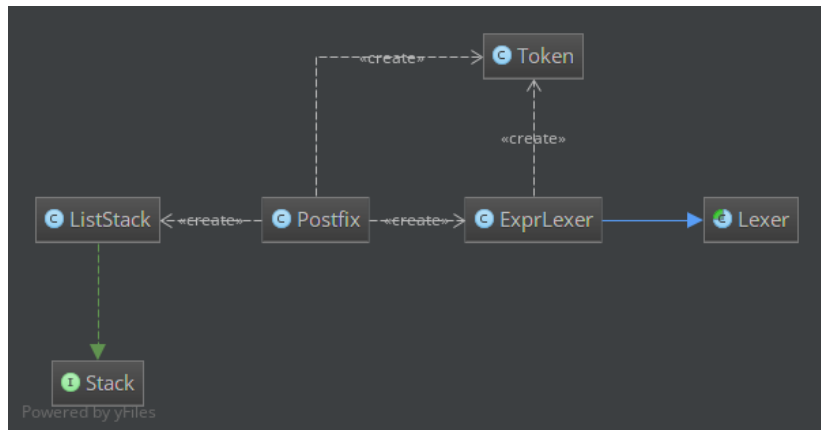 «create»
C Token
«create»
C ListStack «create» C Postfix «create» C ExprLexer C Lexer
I Stack
Powered by yFiles